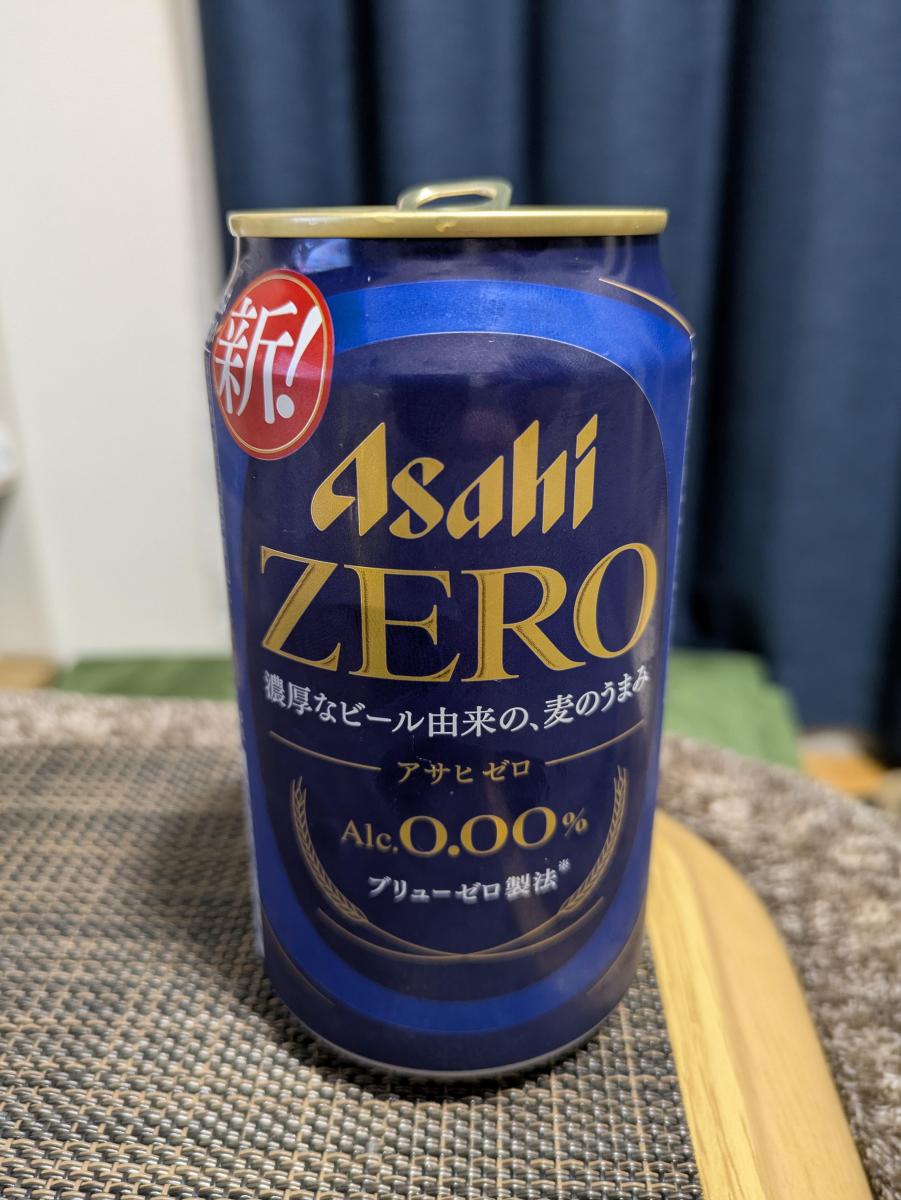 新!
Asahi
ZERO
濃厚なビール由来の、麦のうまみ
アサヒ ゼロ
Alc.0.00%
ブリューゼロ製法※